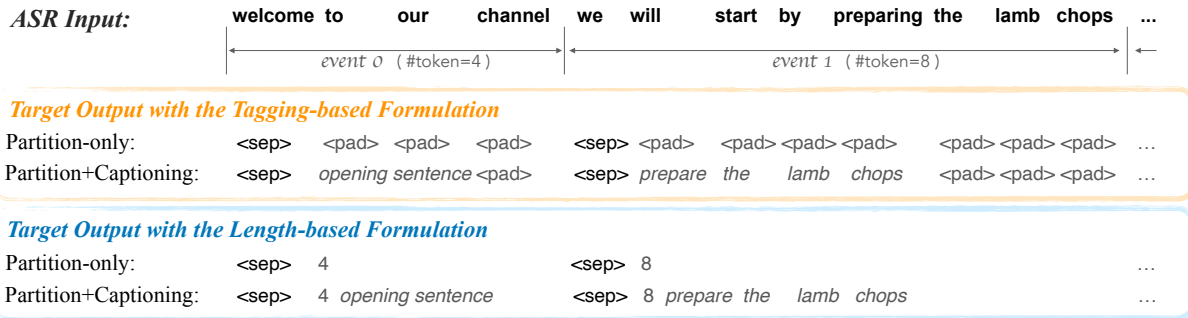 ASR Input: welcome to our channel we will start by preparing the lamb chops ...
event 0 (#token=4) event 1 (#token=8)
Target Output with the Tagging-based Formulation
Partition-only: <sep> <pad> <pad> <pad> <sep> <pad> <pad> <pad> <pad> <pad> <pad> <pad> ...
Partition+Captioning: <sep> opening sentence <pad> <sep> prepare the lamb chops <pad> <pad> <pad> ...
Target Output with the Length-based Formulation
Partition-only: <sep> 4 <sep> 8 ...
Partition+Captioning: <sep> 4 opening sentence <sep> 8 prepare the lamb chops ...